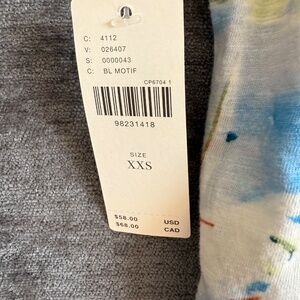 C: 4112
V: 026407
S: 0000043
C: BL MOTIF
CP6704 1
98231418
SIZE
XXS
$58.00 USD
$68.00 CAD